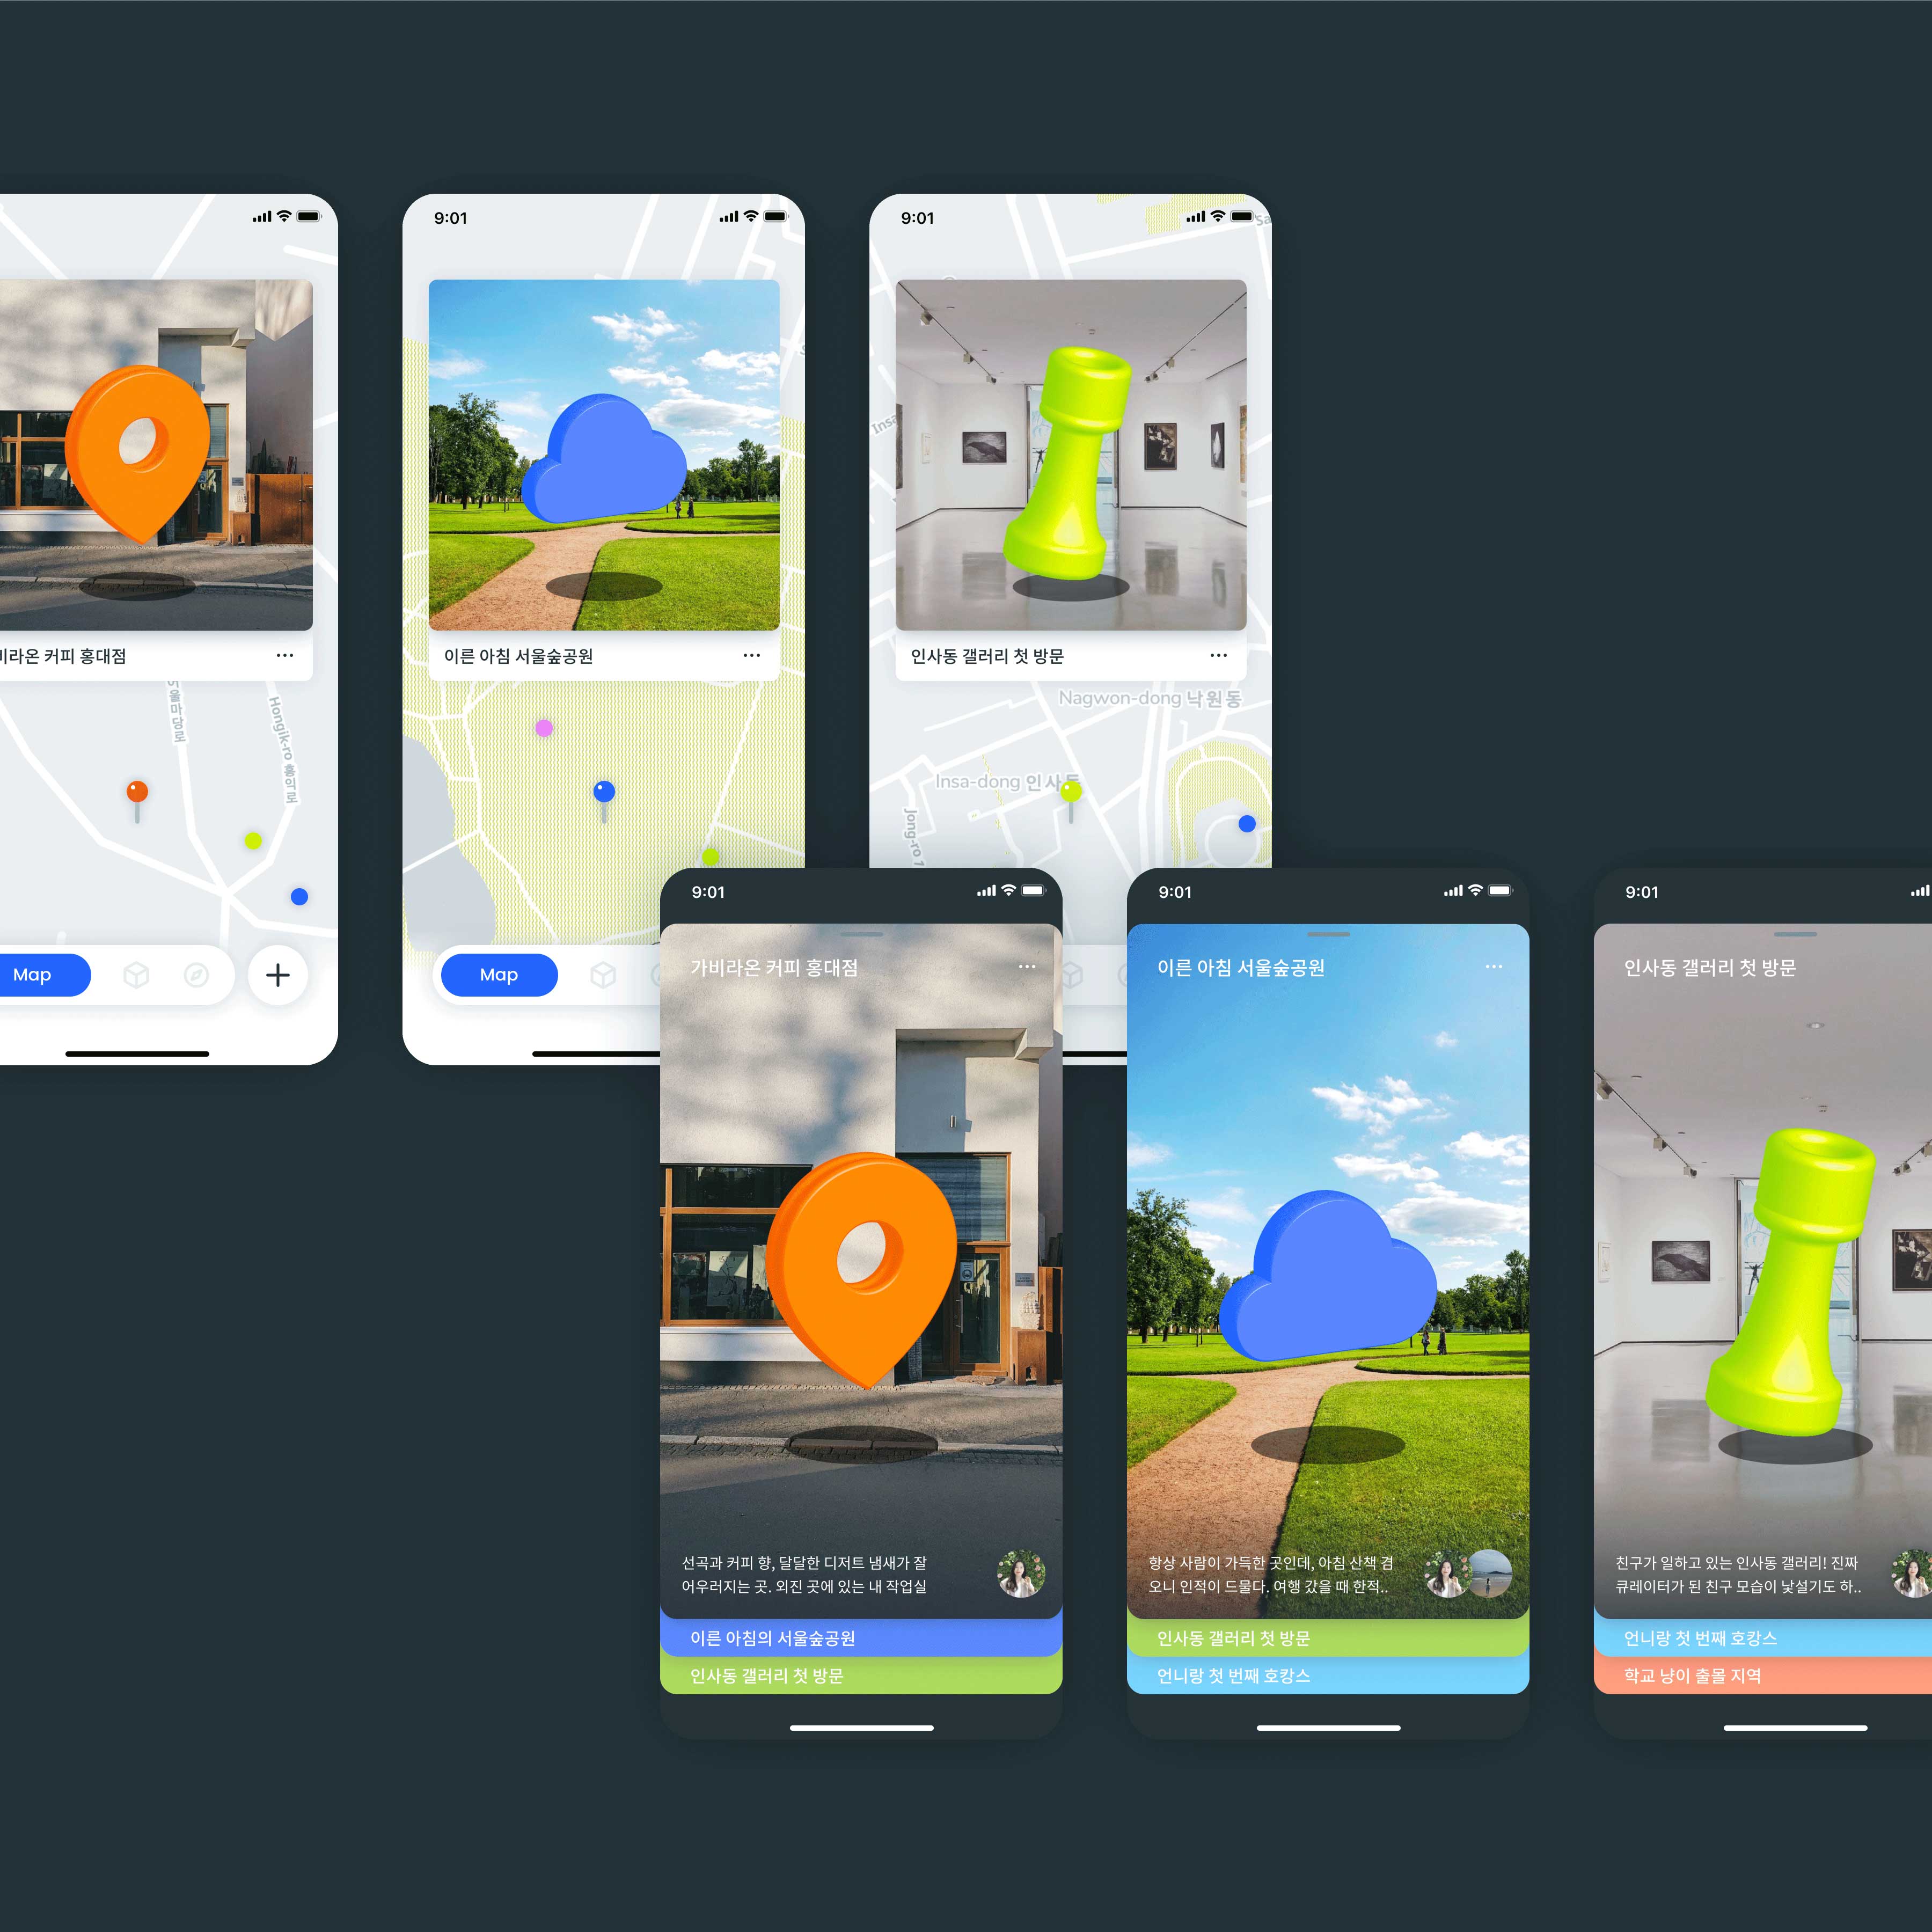 비라온 커피 홍대점
어울마당로
Hongik-ro 홍익로
Map
9:01
이른 아침 서울숲공원
Map
9:01
인사동 갤러리 첫 방문
Nagwon-dong 낙원동
Insa-dong 인사동
Jong-ro
Insa
Sa
9:01
가비라온 커피 홍대점
선곡과 커피 향, 달달한 디저트 냄새가 잘
어우러지는 곳. 외진 곳에 있는 내 작업실
이른 아침의 서울숲공원
인사동 갤러리 첫 방문
9:01
이른 아침 서울숲공원
항상 사람이 가득한 곳인데, 아침 산책 겸
오니 인적이 드물다. 여행 갔을 때 한적..
인사동 갤러리 첫 방문
언니랑 첫 번째 호캉스
9:01
인사동 갤러리 첫 방문
친구가 일하고 있는 인사동 갤러리! 진짜
큐레이터가 된 친구 모습이 낯설기도 하..
언니랑 첫 번째 호캉스
학교 냥이 출몰 지역